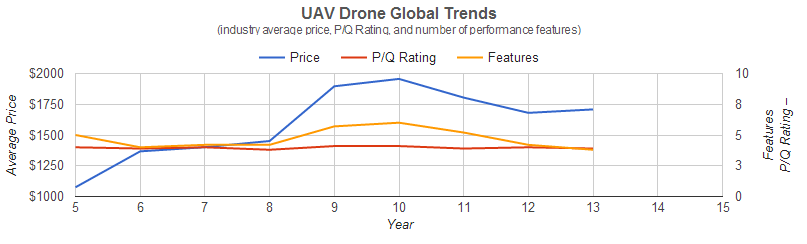 UAV Drone Global Trends
(industry average price, P/Q Rating, and number of performance features)
Price P/Q Rating Features
$2000 10
$1750 8
$1500 5
$1250 3
$1000 0
5 6 7 8 9 10 11 12 13 14 15
Year
Average Price
Features
P/Q Rating –